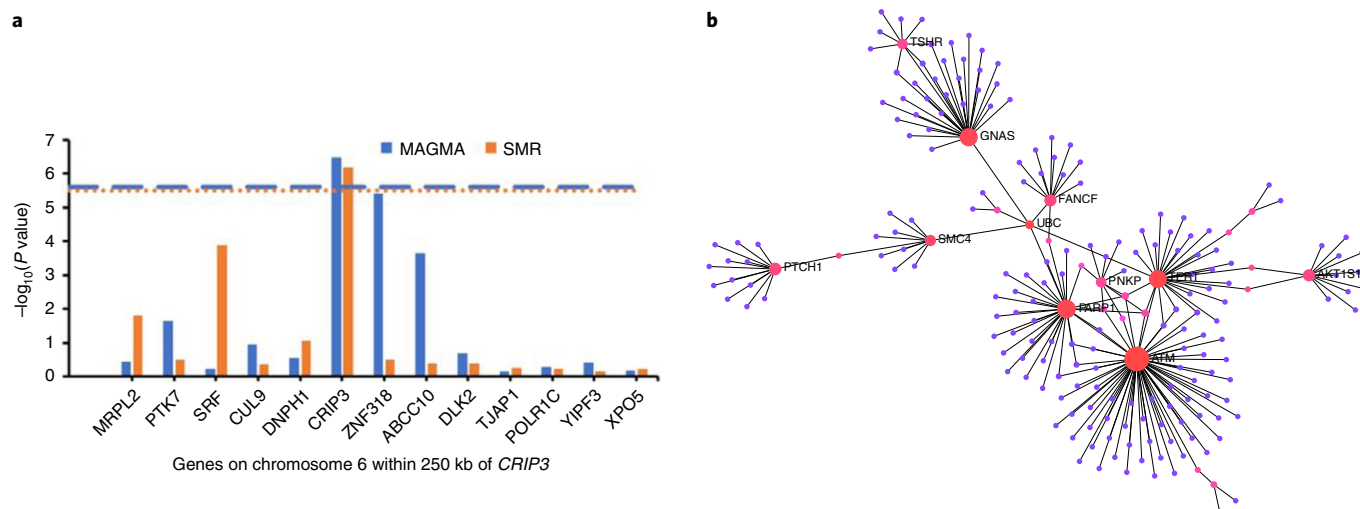 a
b
7
6
5
4
3
2
1
0
–log10(P value)
MAGMA
SMR
MRPL2
PTK7
SRF
CUL9
DNPH1
CRIP3
ZNF318
ABCC10
DLK2
TJAP1
POLR1C
YIPF3
XPO5
Genes on chromosome 6 within 250 kb of CRIP3
TSHR
GNAS
FANCF
UBC
SMC4
PTCH1
PNKP
TERT
AKT1S1
PARP1
ATM